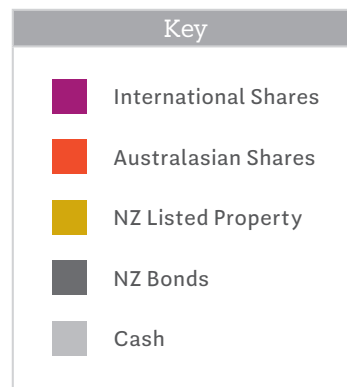 Key
International Shares
Australasian Shares
NZ Listed Property
NZ Bonds
Cash